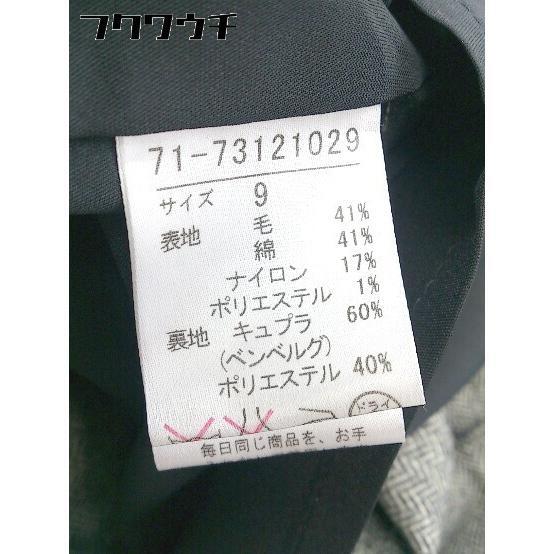 フクワウチ
71-73121029
サイズ 9
表地 毛 41%
綿 41%
ナイロン 17%
ポリエステル 1%
裏地 キュプラ 60%
(ベンベルグ)
ポリエステル 40%
ドライ
毎日同じ商品を、お手